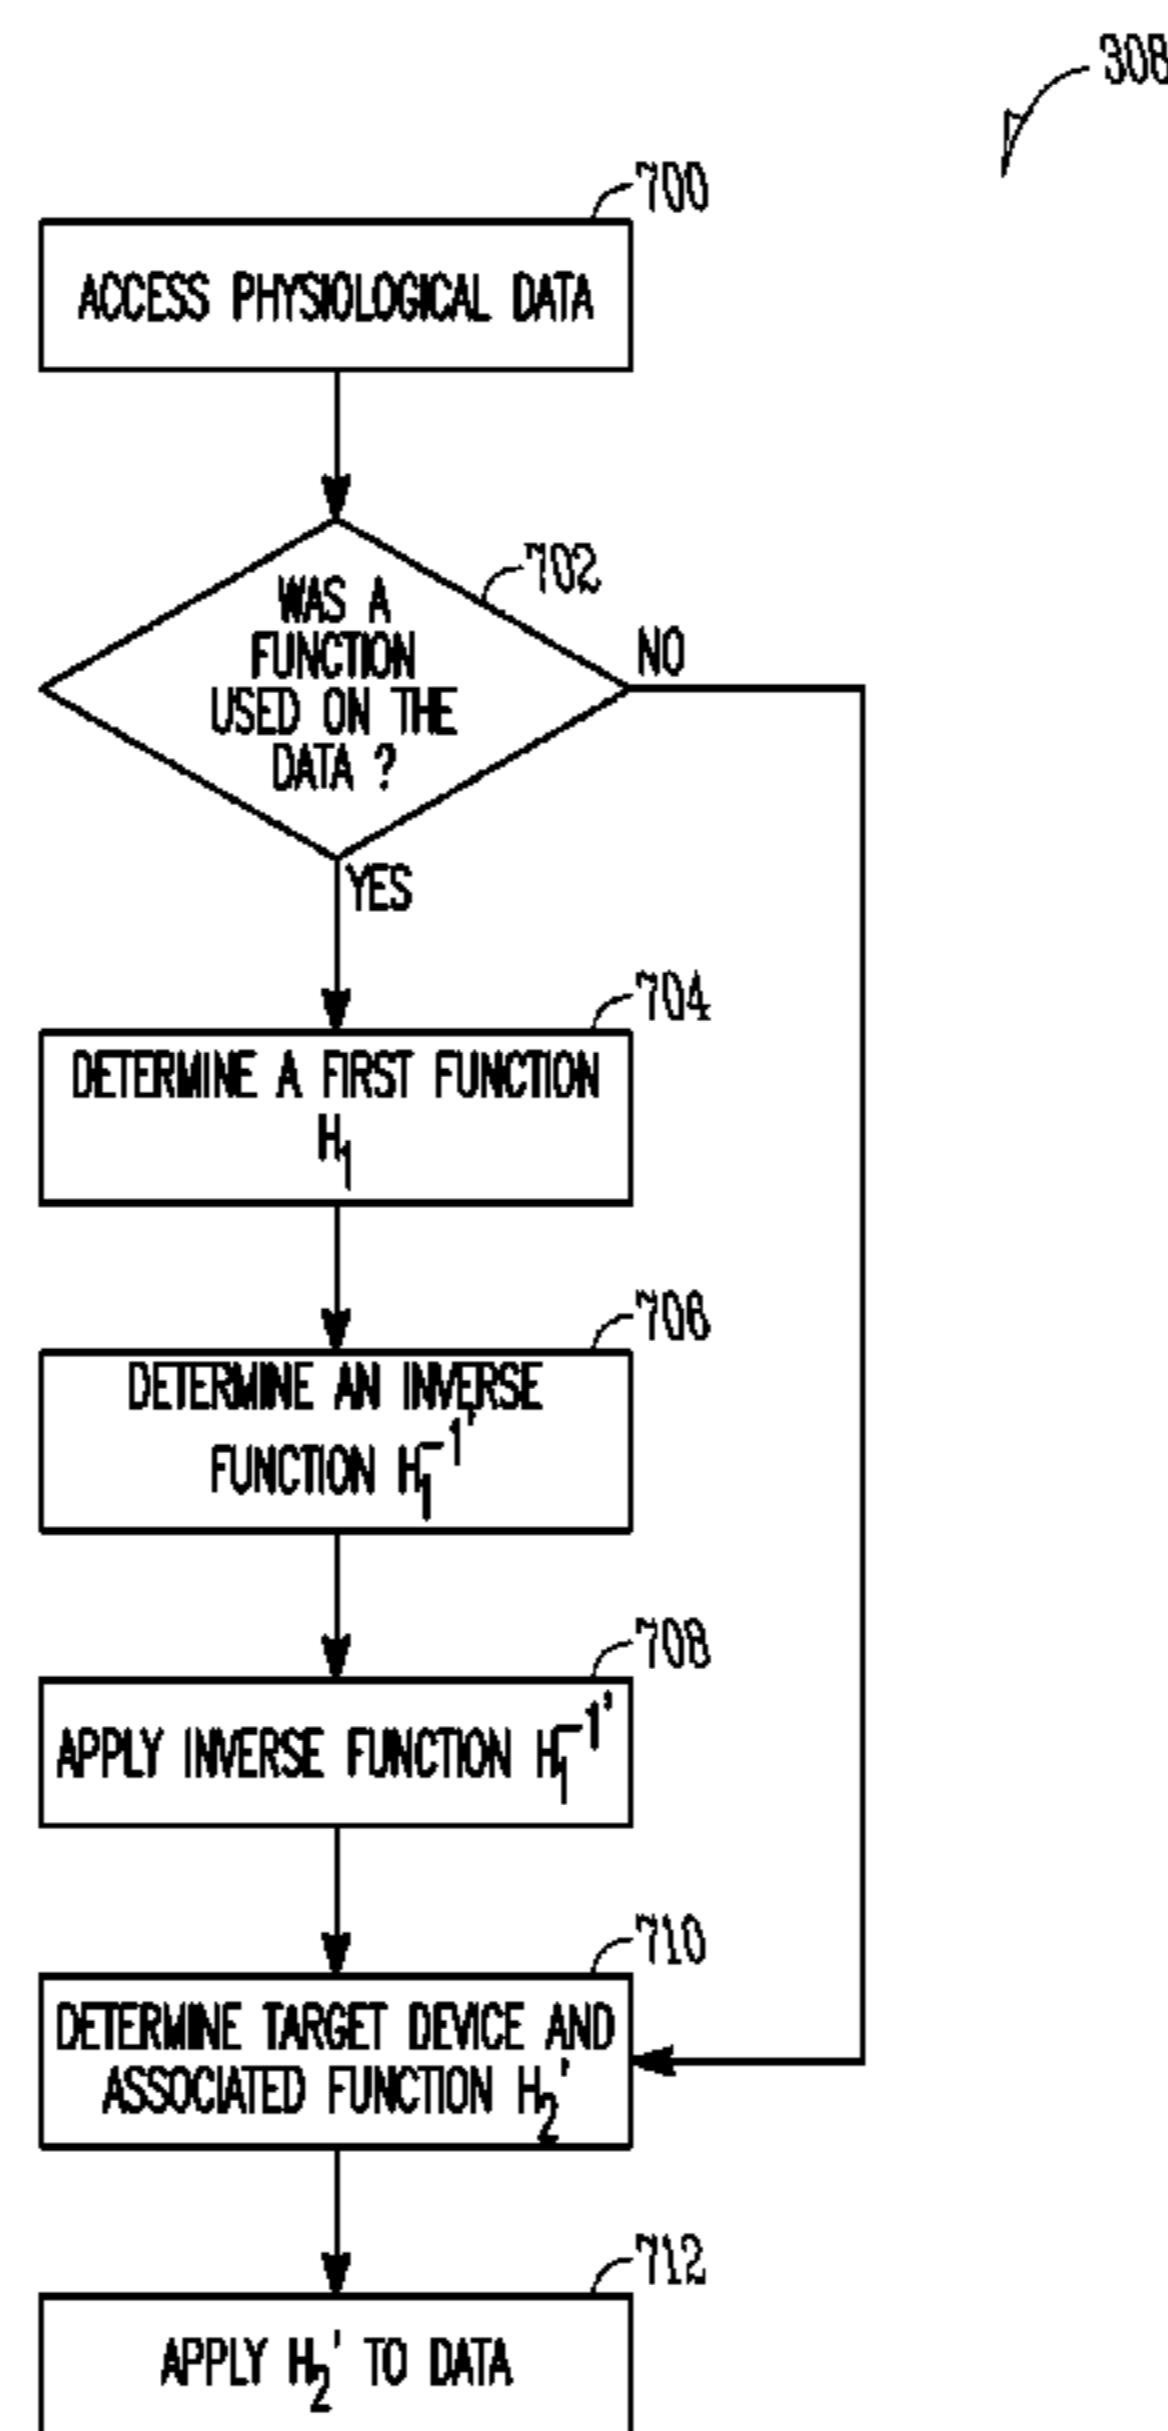 308
700
ACCESS PHYSIOLOGICAL DATA
702
WAS A
FUNCTION
USED ON THE
DATA ?
NO
YES
704
DETERMINE A FIRST FUNCTION
H₁
706
DETERMINE AN INVERSE
FUNCTION H₁⁻¹'
708
APPLY INVERSE FUNCTION H₁⁻¹'
710
DETERMINE TARGET DEVICE AND
ASSOCIATED FUNCTION H₂'
712
APPLY H₂' TO DATA